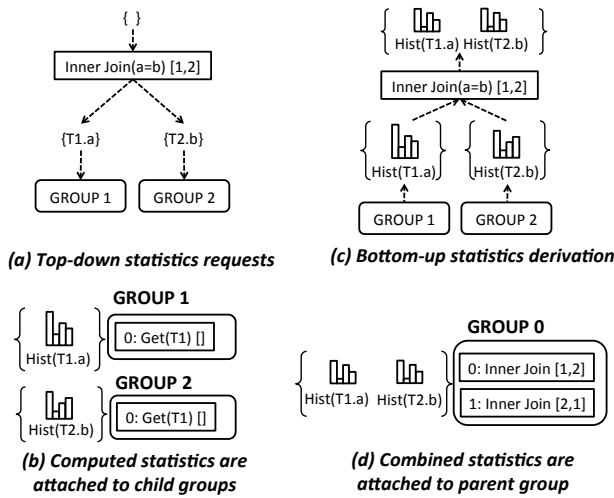 { }
Inner Join(a=b) [1,2]
{T1.a} {T2.b}
GROUP 1 GROUP 2
(a) Top-down statistics requests
Hist(T1.a) Hist(T2.b)
Inner Join(a=b) [1,2]
Hist(T1.a) Hist(T2.b)
GROUP 1 GROUP 2
(c) Bottom-up statistics derivation
GROUP 1
0: Get(T1) []
Hist(T1.a)
GROUP 2
0: Get(T1) []
Hist(T2.b)
(b) Computed statistics are
attached to child groups
GROUP 0
0: Inner Join [1,2]
Hist(T1.a) Hist(T2.b)
1: Inner Join [2,1]
(d) Combined statistics are
attached to parent group